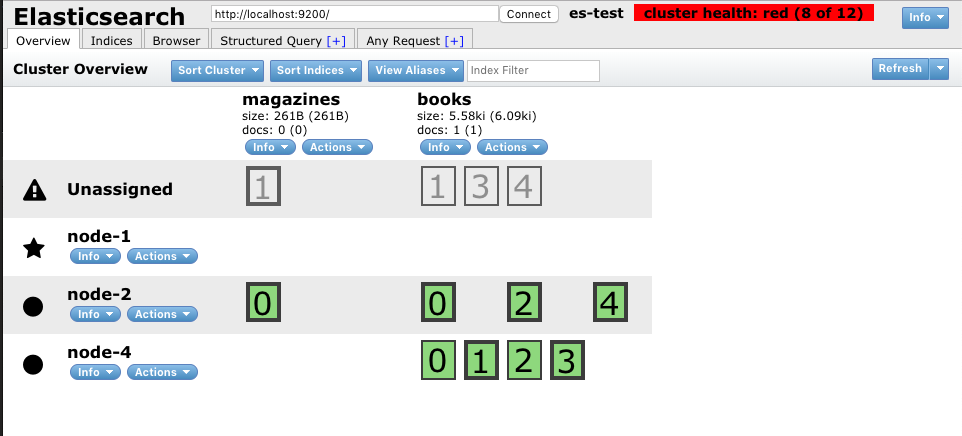 Elasticsearch http://localhost:9200/ Connect es-test cluster health: red (8 of 12) Info
Overview Indices Browser Structured Query [+] Any Request [+]
Cluster Overview Sort Cluster Sort Indices View Aliases Index Filter Refresh
magazines books
size: 261B (261B) size: 5.58ki (6.09ki)
docs: 0 (0) docs: 1 (1)
Info Actions Info Actions
Unassigned 1 1 3 4
node-1
Info Actions
node-2 0 0 2 4
Info Actions
node-4 0 1 2 3
Info Actions